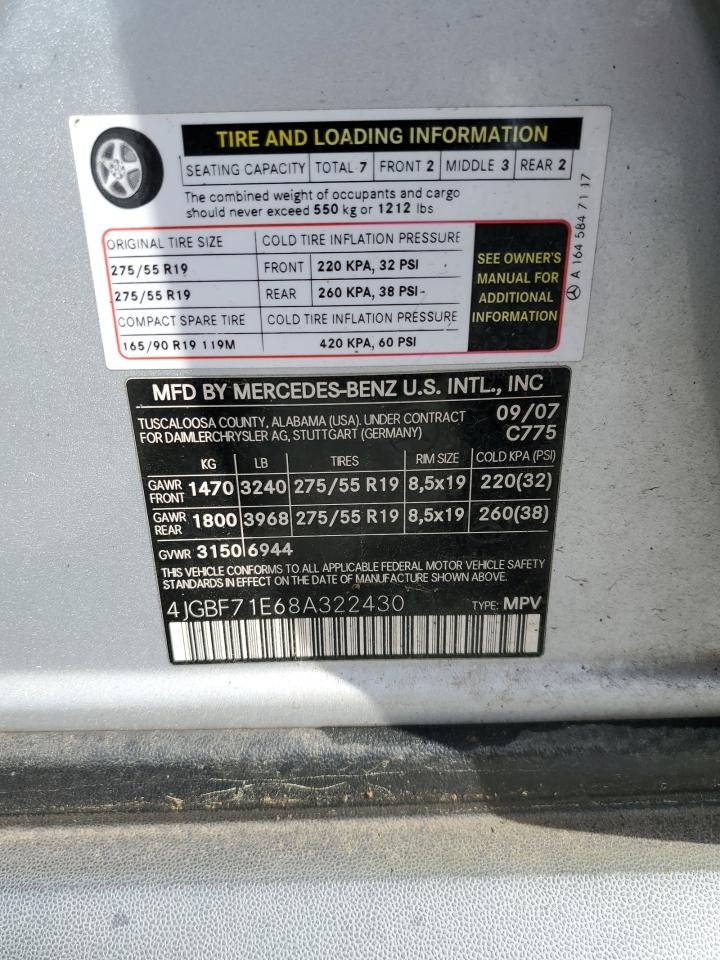 TIRE AND LOADING INFORMATION
SEATING CAPACITY TOTAL 7 FRONT 2 MIDDLE 3 REAR 2
The combined weight of occupants and cargo
should never exceed 550 kg or 1212 lbs
ORIGINAL TIRE SIZE COLD TIRE INFLATION PRESSURE
275/55 R19 FRONT 220 KPA, 32 PSI
275/55 R19 REAR 260 KPA, 38 PSI
COMPACT SPARE TIRE COLD TIRE INFLATION PRESSURE
165/90 R19 119M 420 KPA, 60 PSI
SEE OWNER'S
MANUAL FOR
ADDITIONAL
INFORMATION
A 164 584 71 17
MFD BY MERCEDES-BENZ U.S. INTL., INC
TUSCALOOSA COUNTY, ALABAMA (USA). UNDER CONTRACT 09/07
FOR DAIMLERCHRYSLER AG, STUTTGART (GERMANY) C775
KG LB TIRES RIM SIZE COLD KPA (PSI)
GAWR FRONT 1470 3240 275/55 R19 8,5x19 220(32)
GAWR REAR 1800 3968 275/55 R19 8,5x19 260(38)
GVWR 3150 6944
THIS VEHICLE CONFORMS TO ALL APPLICABLE FEDERAL MOTOR VEHICLE SAFETY
STANDARDS IN EFFECT ON THE DATE OF MANUFACTURE SHOWN ABOVE.
4JGBF71E68A322430 TYPE: MPV